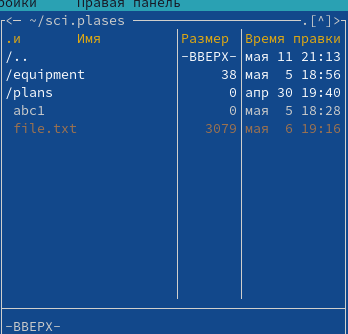 ройки Правая панель
<— ~/sci.plases .[^]>
.и Имя Размер Время правки
/.. -ВВЕРХ- мая 11 21:13
/equipment 38 мая 5 18:56
/plans 0 апр 30 19:40
abc1 0 мая 5 18:28
file.txt 3079 мая 6 19:16
-ВВЕРХ-